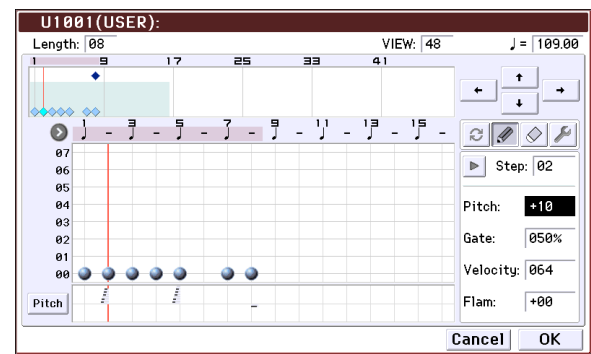 U1001(USER):
Length: 08 VIEW: 48 ♩= 109.00
1 9 17 25 33 41
1 - 3 - 5 - 7 - 9 - 11 - 13 - 15 -
07
06
05
04
03
02
01
00
Pitch
Step: 02
Pitch: +10
Gate: 050%
Velocity: 064
Flam: +00
Cancel OK